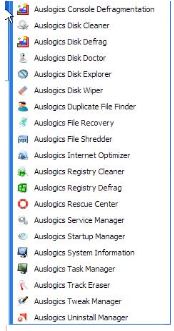 Auslogics Console Defragmentation
Auslogics Disk Cleaner
Auslogics Disk Defrag
Auslogics Disk Doctor
Auslogics Disk Explorer
Auslogics Disk Wiper
Auslogics Duplicate File Finder
Auslogics File Recovery
Auslogics File Shredder
Auslogics Internet Optimizer
Auslogics Registry Cleaner
Auslogics Registry Defrag
Auslogics Rescue Center
Auslogics Service Manager
Auslogics Startup Manager
Auslogics System Information
Auslogics Task Manager
Auslogics Track Eraser
Auslogics Tweak Manager
Auslogics Uninstall Manager